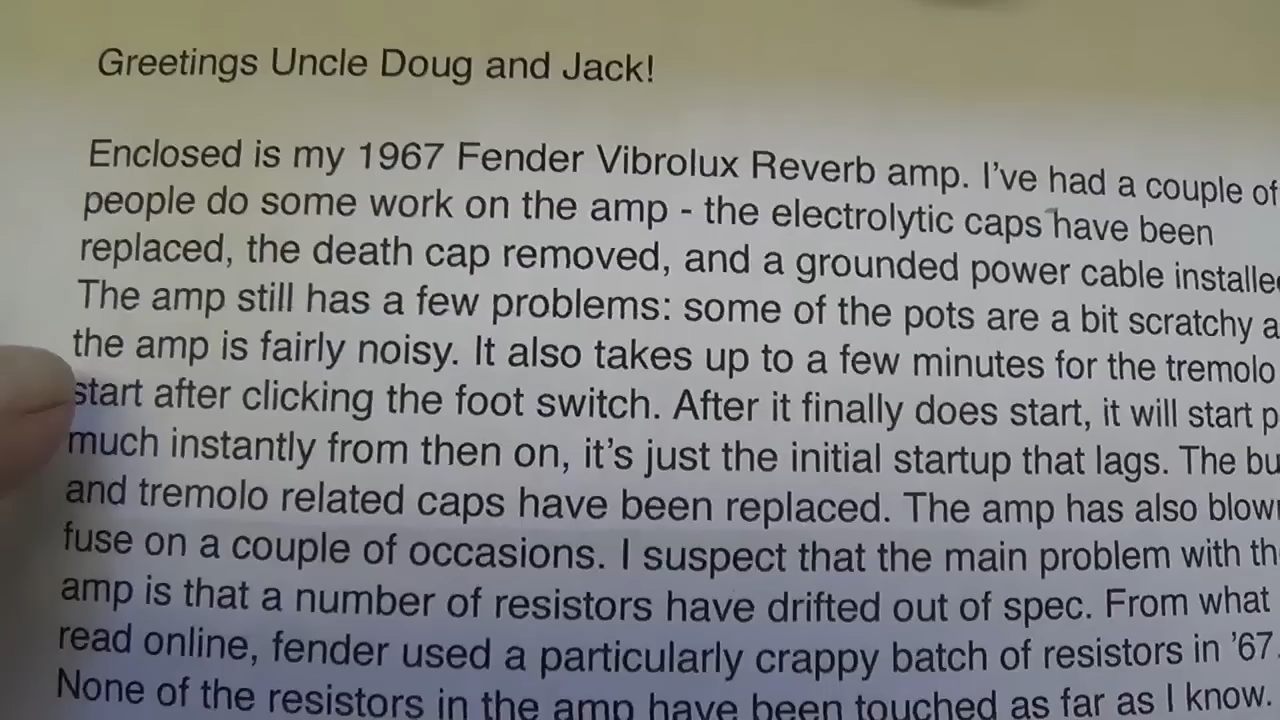 Greetings Uncle Doug and Jack!
Enclosed is my 1967 Fender Vibrolux Reverb amp. I've had a couple of
people do some work on the amp - the electrolytic caps have been
replaced, the death cap removed, and a grounded power cable
The amp still has a few problems: some of the pots are a bit scratchy
the amp is fairly noisy. It also takes up to a few minutes for the tremolo
start after clicking the foot switch. After it finally does start, it will start
much instantly from then on, it's just the initial startup that lags. The
and tremolo related caps have been replaced. The amp has also
fuse on a couple of occasions. I suspect that the main problem with
amp is that a number of resistors have drifted out of spec. From what
read online, fender used a particularly crappy batch of resistors in '67.
None of the resistors in the amp have been touched as far as I know.